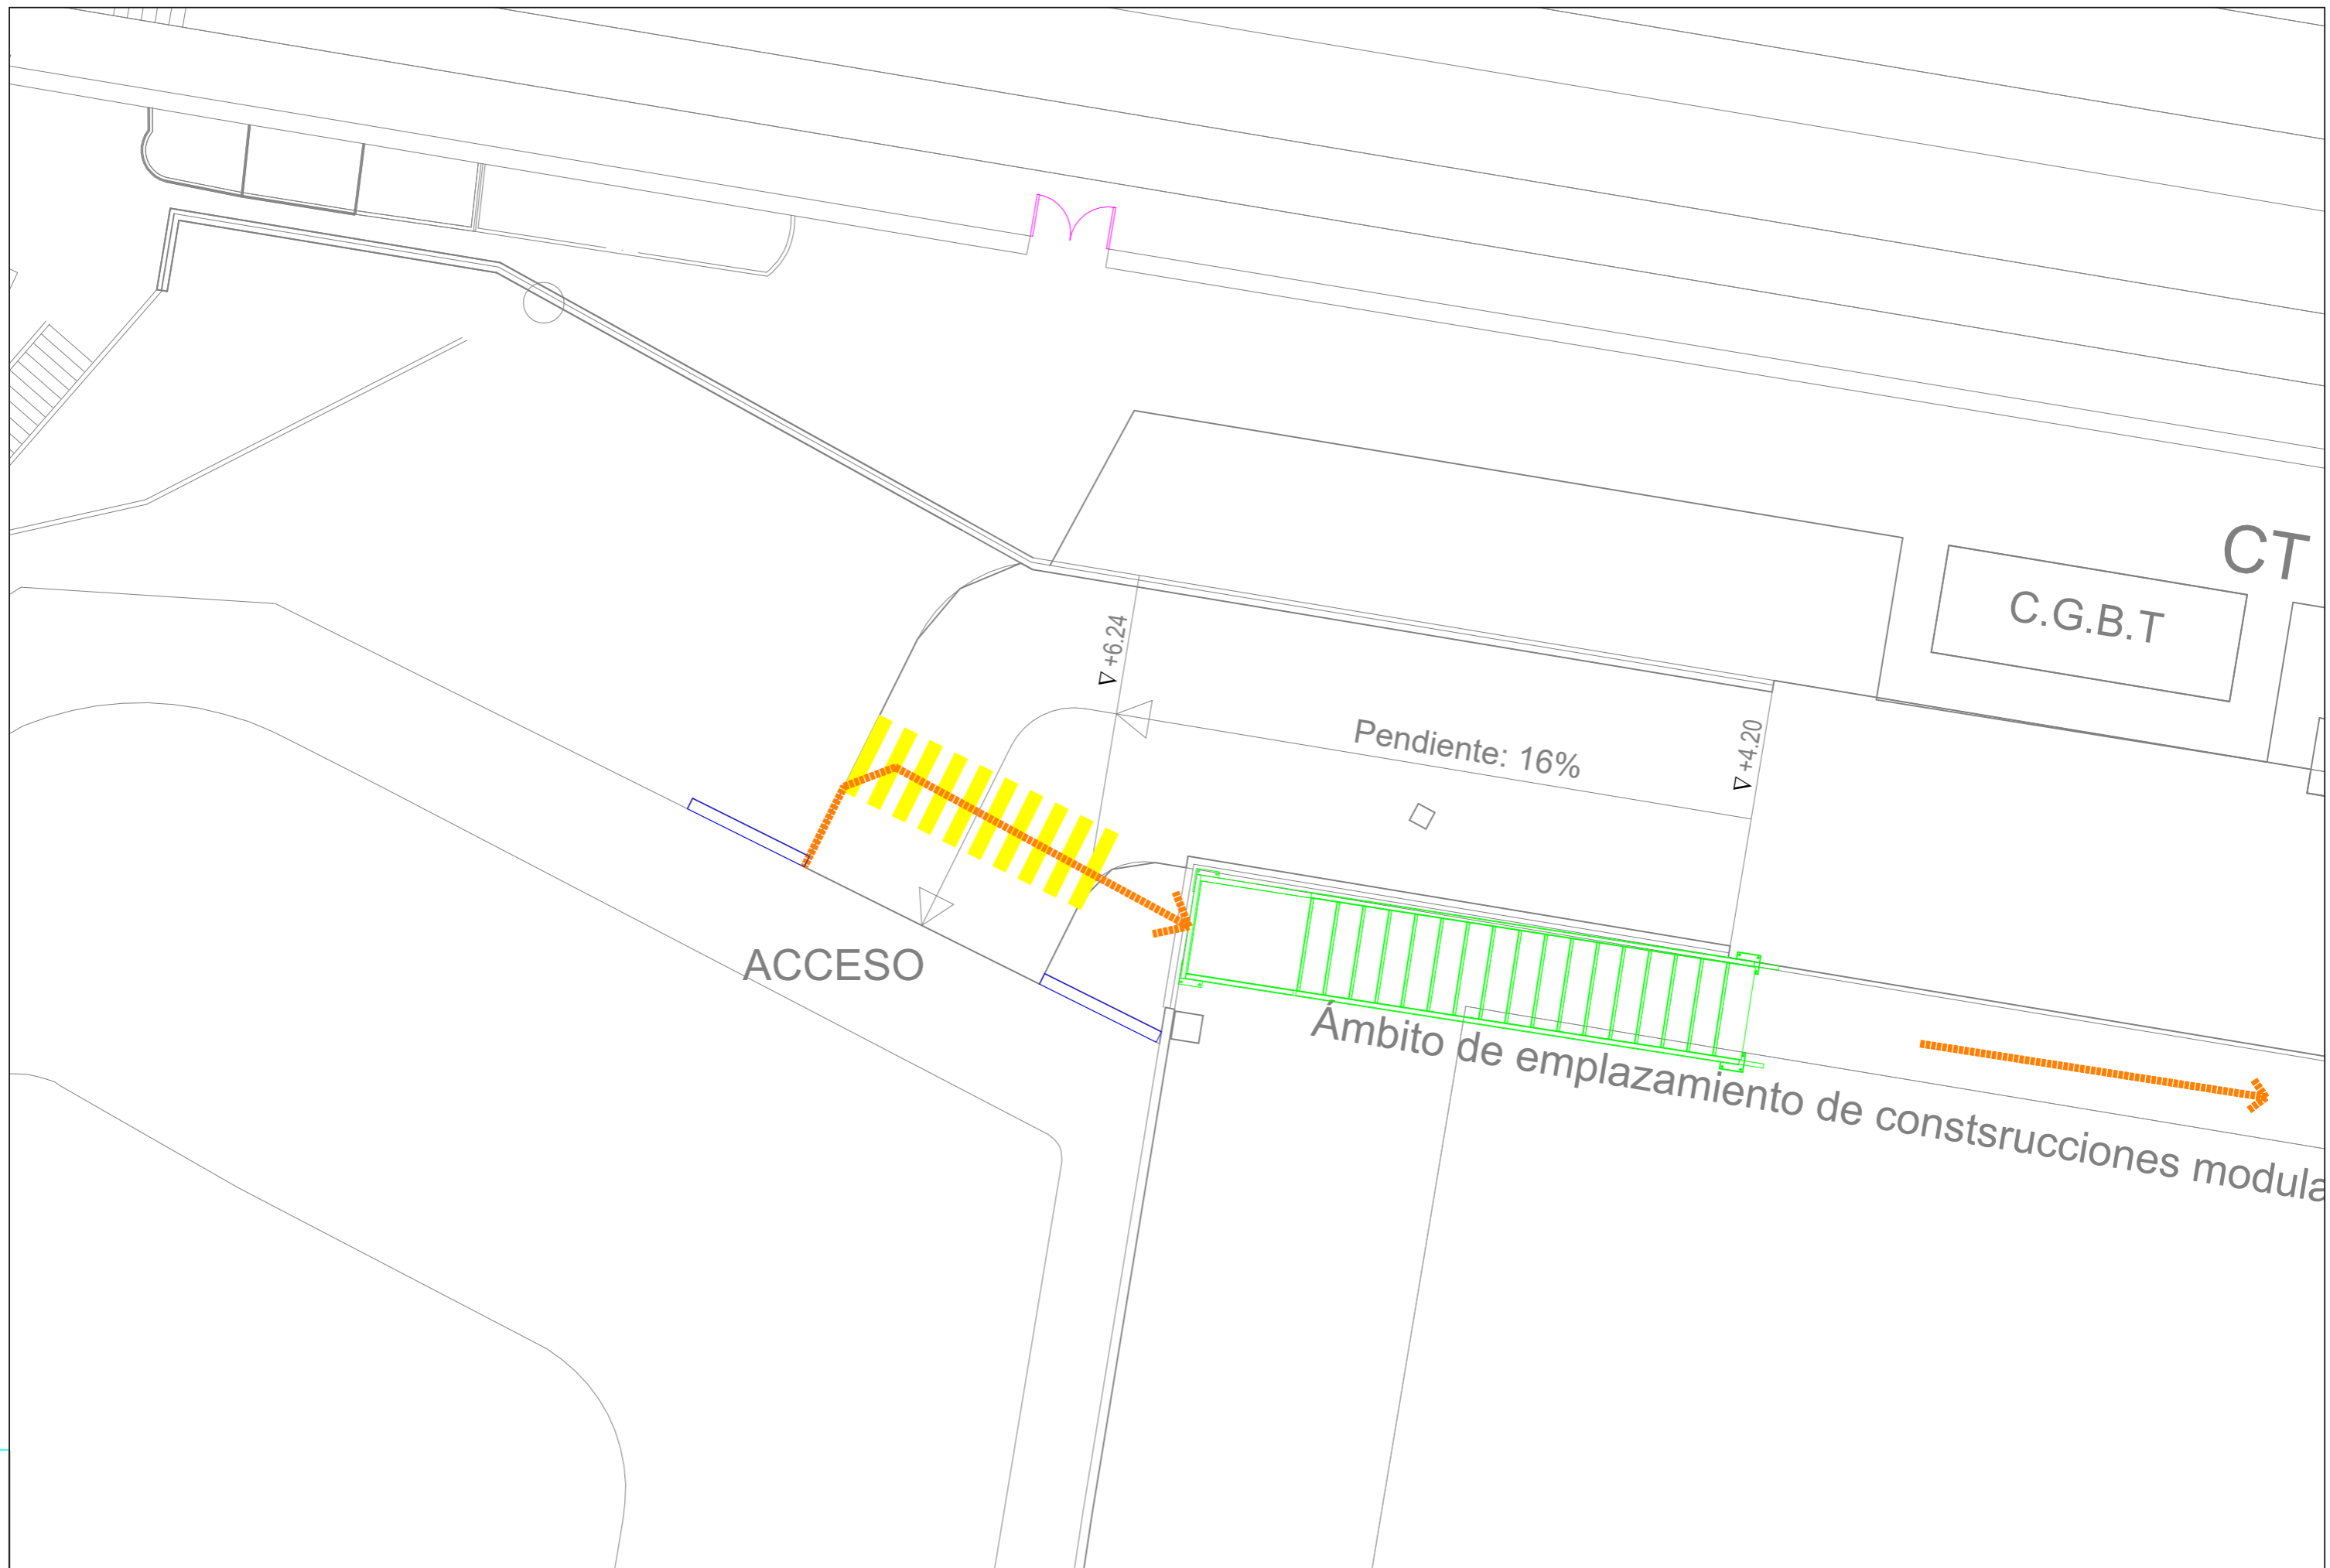 CT
C.G.B.T
∇ +6.24
Pendiente: 16%
∇ +4.20
ACCESO
Ámbito de emplazamiento de constsrucciones modula